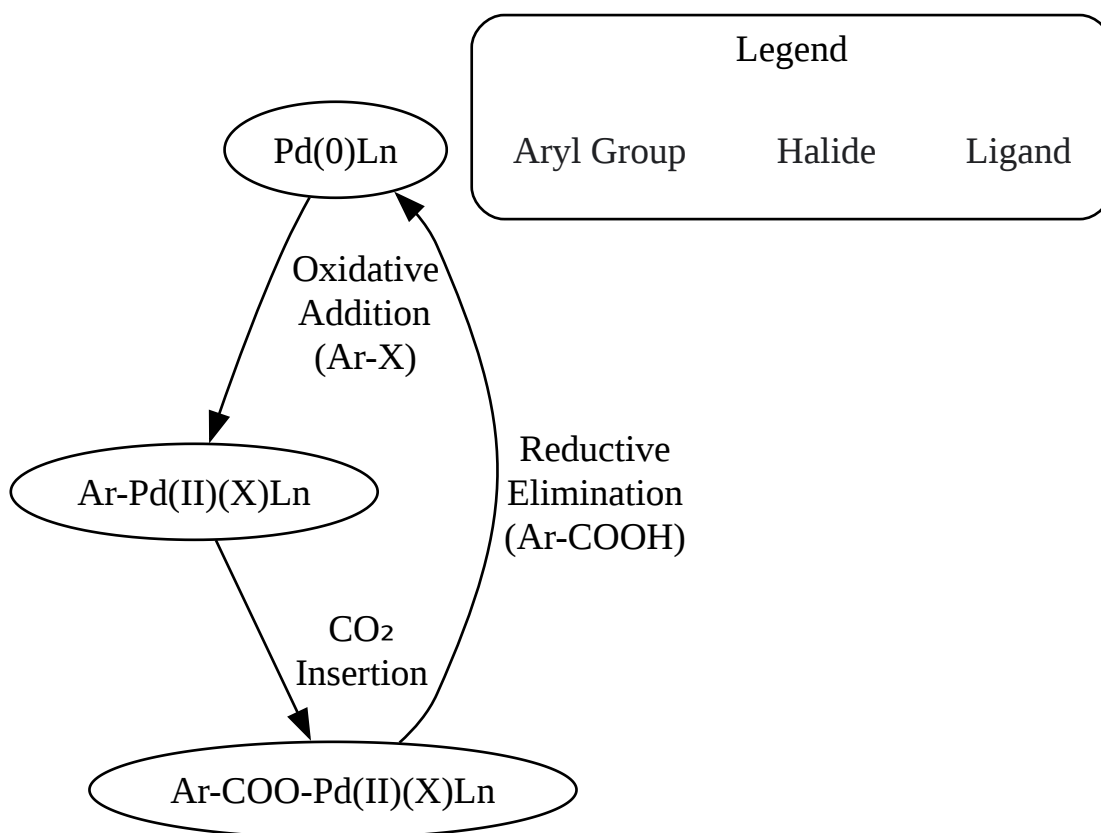 Legend
Aryl Group Halide Ligand
Pd(0)Ln
Oxidative
Addition
(Ar-X)
Ar-Pd(II)(X)Ln
Reductive
Elimination
(Ar-COOH)
CO₂
Insertion
Ar-COO-Pd(II)(X)Ln